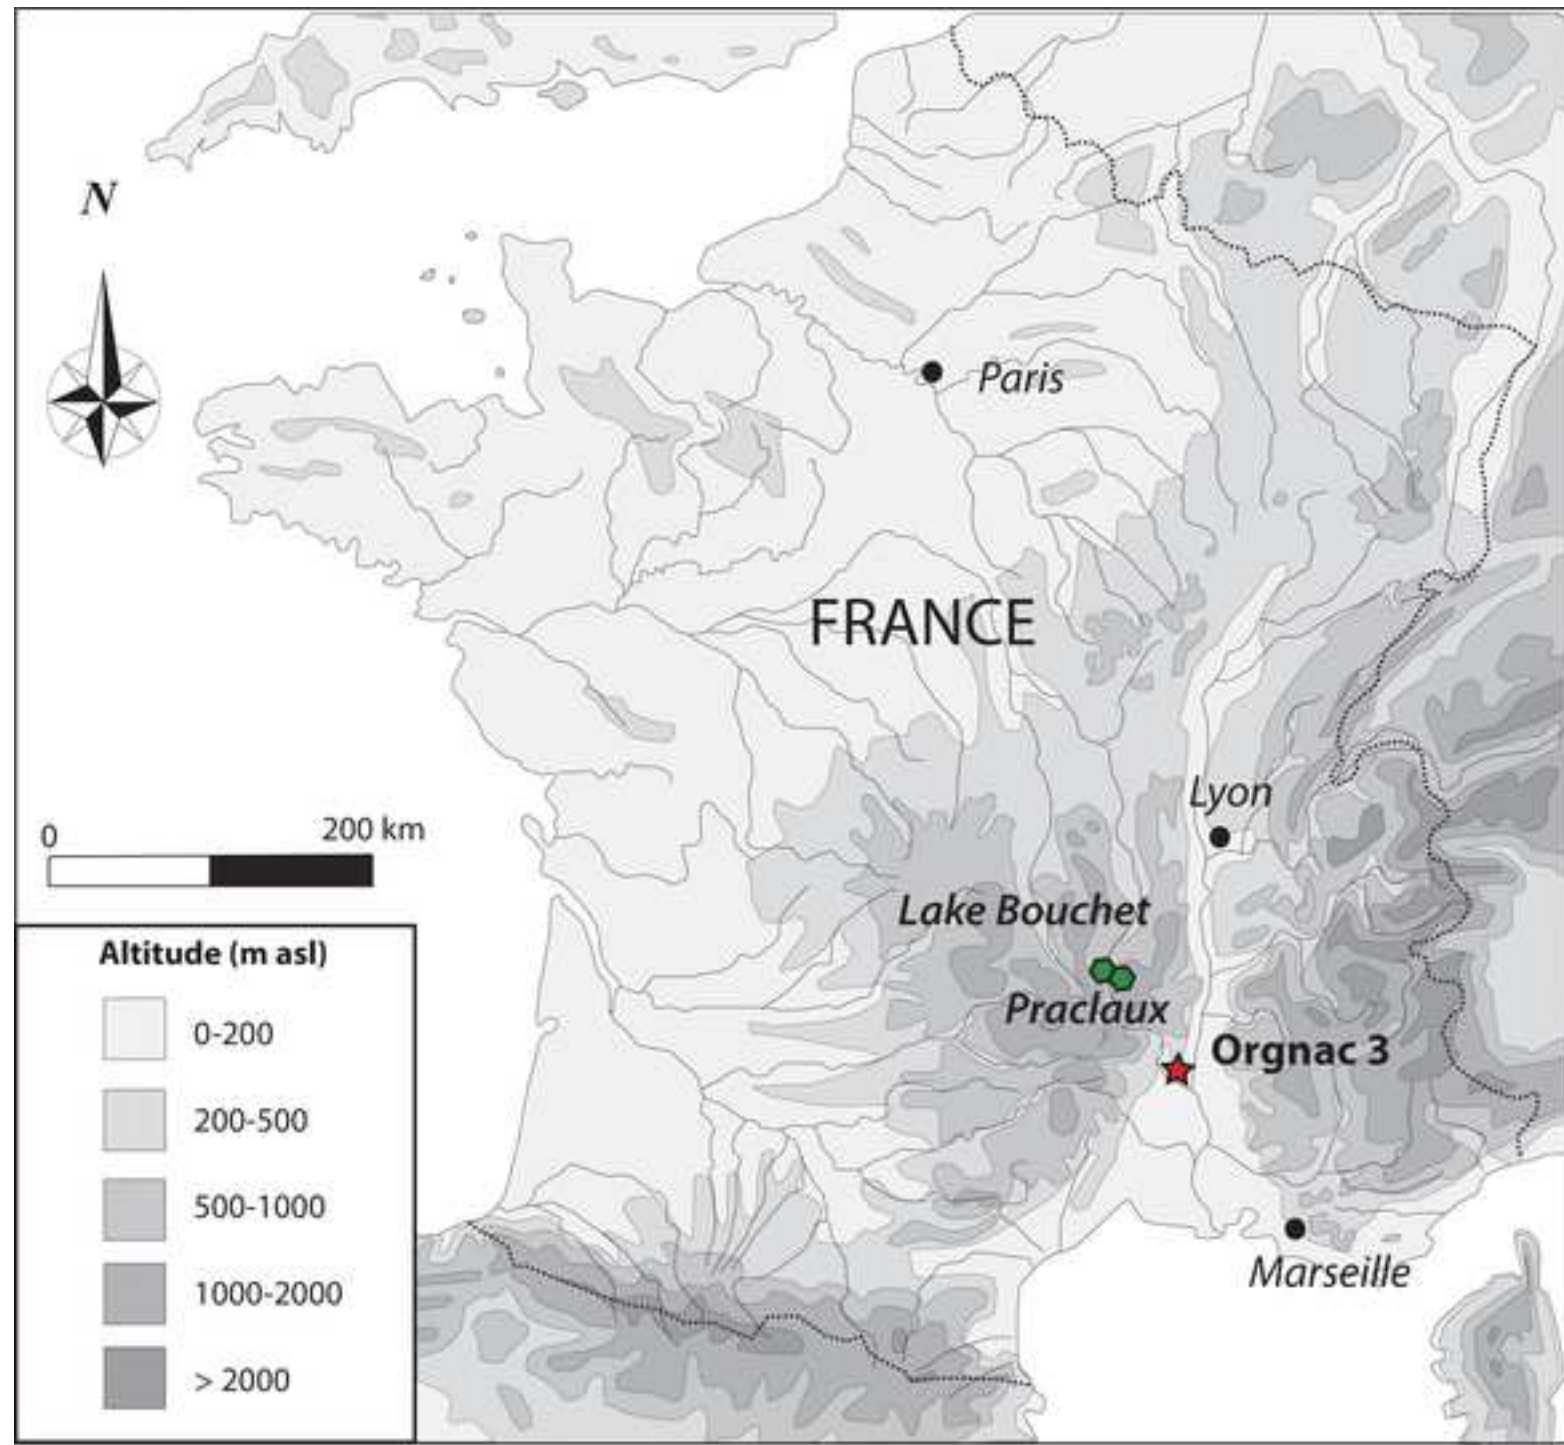 N
Paris
FRANCE
Lyon
0
200 km
Lake Bouchet
Praclaux
Orgnac 3
Marseille
Altitude (m asl)
0-200
200-500
500-1000
1000-2000
> 2000